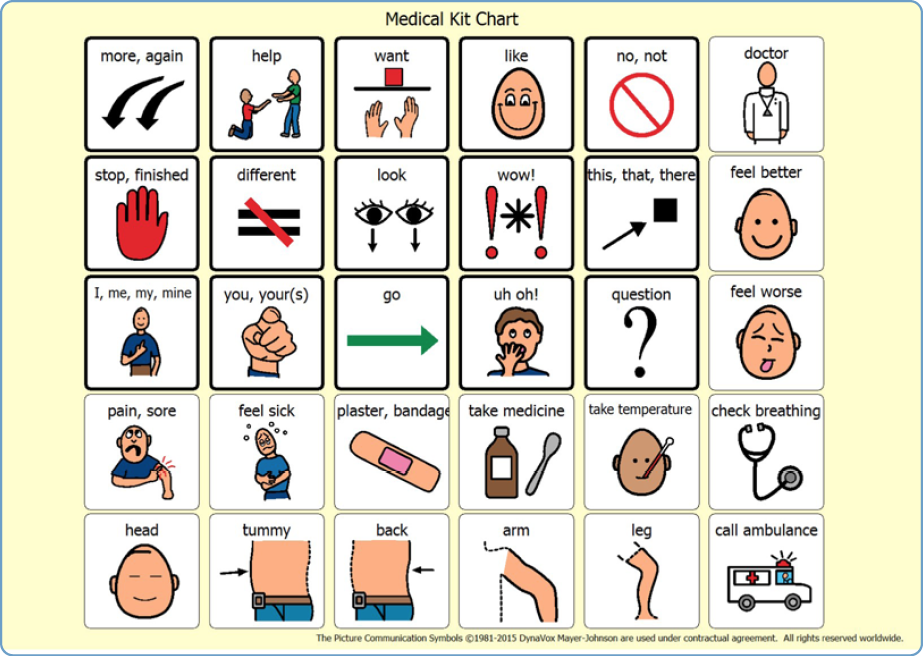 Medical Kit Chart
more, again
help
want
like
no, not
doctor
stop, finished
different
look
wow!
this, that, there
feel better
I, me, my, mine
you, your(s)
go
uh oh!
question
feel worse
pain, sore
feel sick
plaster, bandage
take medicine
take temperature
check breathing
head
tummy
back
arm
leg
call ambulance
The Picture Communication Symbols ©1981-2015 DynaVox Mayer-Johnson are used under contractual agreement. All rights reserved worldwide.